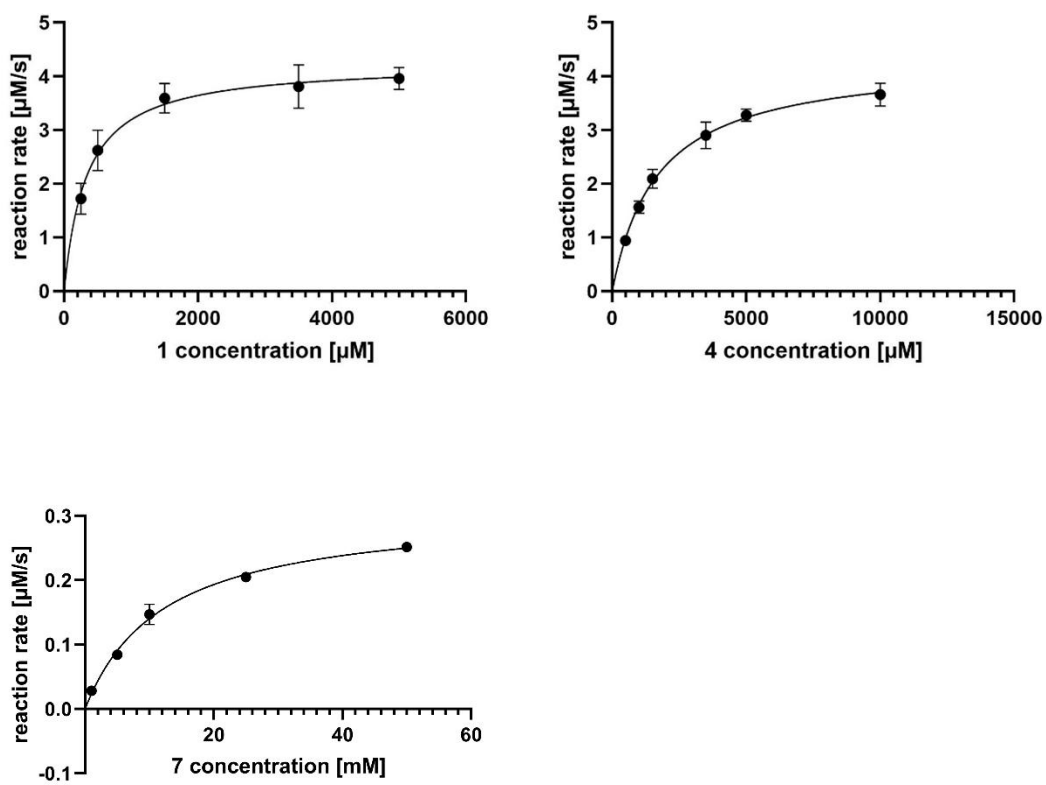 5
4
3
2
1
0
reaction rate [µM/s]
0 2000 4000 6000
1 concentration [µM]
5
4
3
2
1
0
reaction rate [µM/s]
0 5000 10000 15000
4 concentration [µM]
0.3
0.2
0.1
0.0
-0.1
reaction rate [µM/s]
20 40 60
7 concentration [mM]